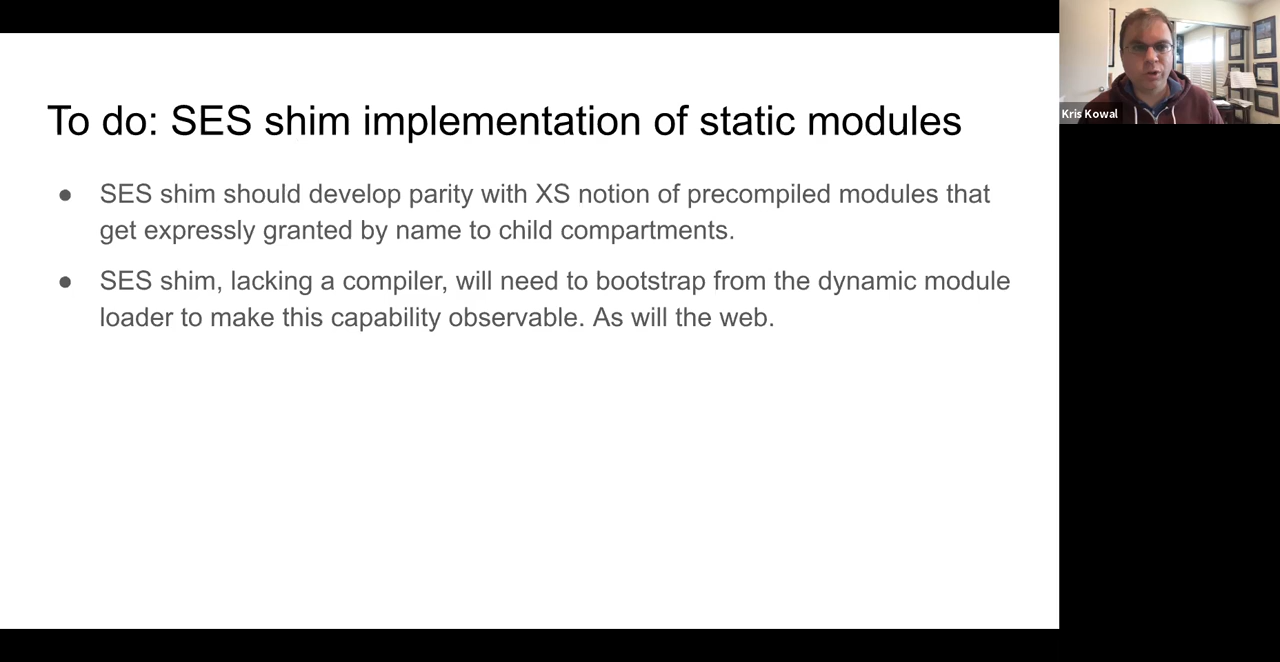 To do: SES shim implementation of static modules
● SES shim should develop parity with XS notion of precompiled modules that
get expressly granted by name to child compartments.
● SES shim, lacking a compiler, will need to bootstrap from the dynamic module
loader to make this capability observable. As will the web.
Kris Kowal